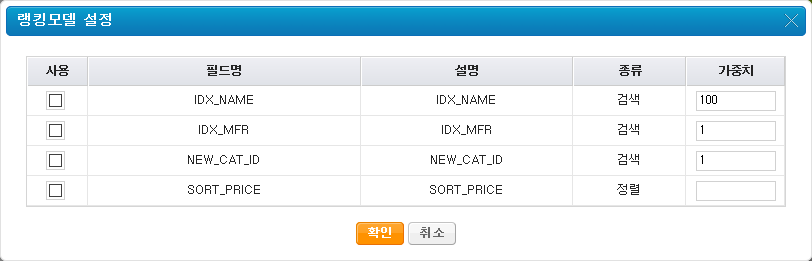 랭킹모델 설정
사용 필드명 설명 종류 가중치
IDX_NAME IDX_NAME 검색 100
IDX_MFR IDX_MFR 검색 1
NEW_CAT_ID NEW_CAT_ID 검색 1
SORT_PRICE SORT_PRICE 정렬
확인 취소